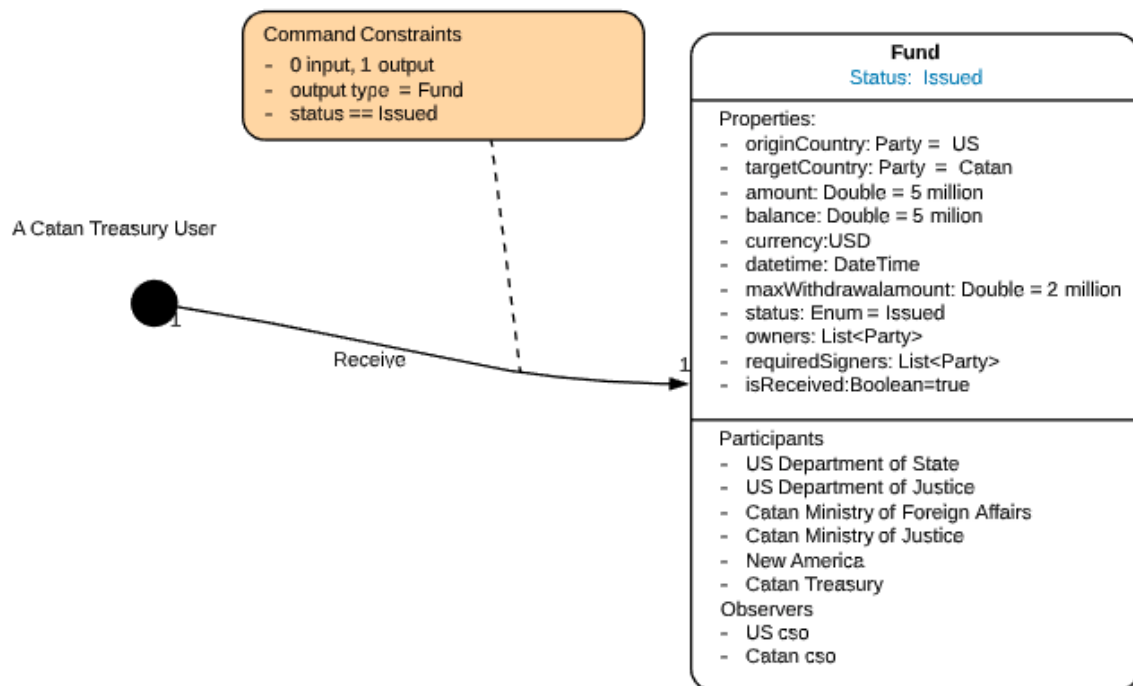 Command Constraints
- 0 input, 1 output
- output type = Fund
- status == Issued
A Catan Treasury User
1
Receive
1
Fund
Status: Issued
Properties:
- originCountry: Party = US
- targetCountry: Party = Catan
- amount: Double = 5 million
- balance: Double = 5 milion
- currency:USD
- datetime: DateTime
- maxWithdrawalamount: Double = 2 million
- status: Enum = Issued
- owners: List<Party>
- requiredSigners: List<Party>
- isReceived:Boolean=true
Participants
- US Department of State
- US Department of Justice
- Catan Ministry of Foreign Affairs
- Catan Ministry of Justice
- New America
- Catan Treasury
Observers
- US cso
- Catan cso